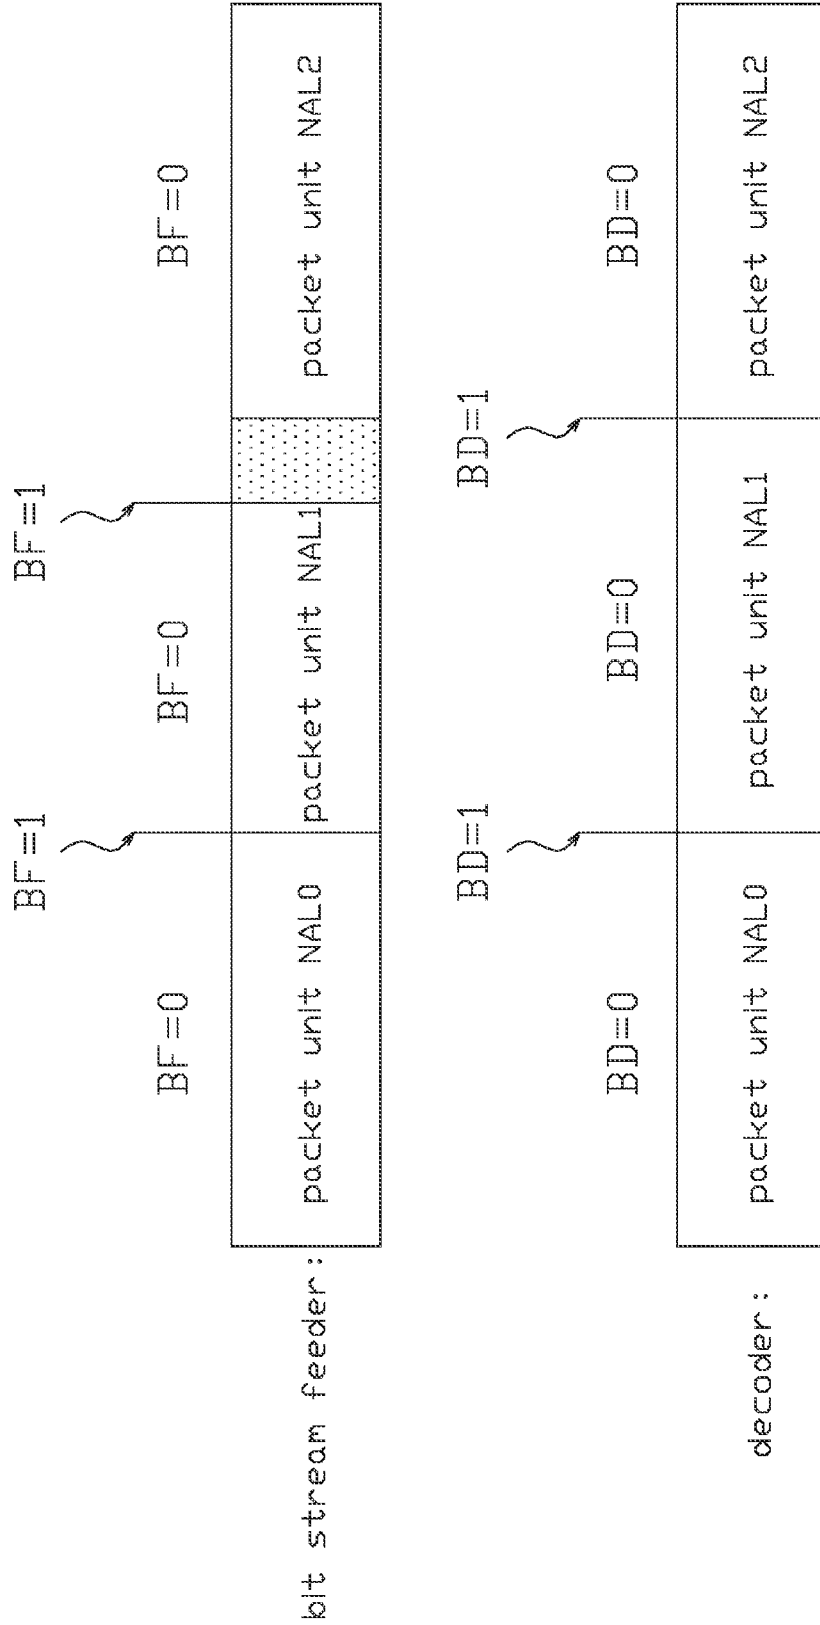 BF=1 BF=1
BF=0 BF=0 BF=0
bit stream feeder: packet unit NAL0 packet unit NAL1 packet unit NAL2
BD=1 BD=1
BD=0 BD=0 BD=0
decoder: packet unit NAL0 packet unit NAL1 packet unit NAL2